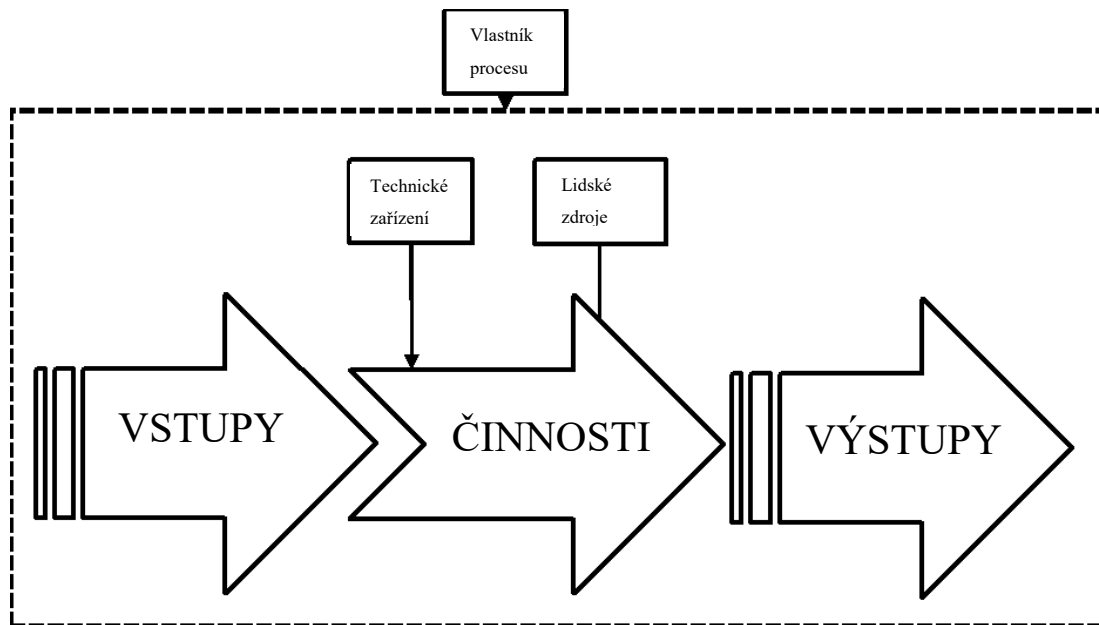 Vlastník
procesu
Technické
zařízení
Lidské
zdroje
VSTUPY
ČINNOSTI
VÝSTUPY